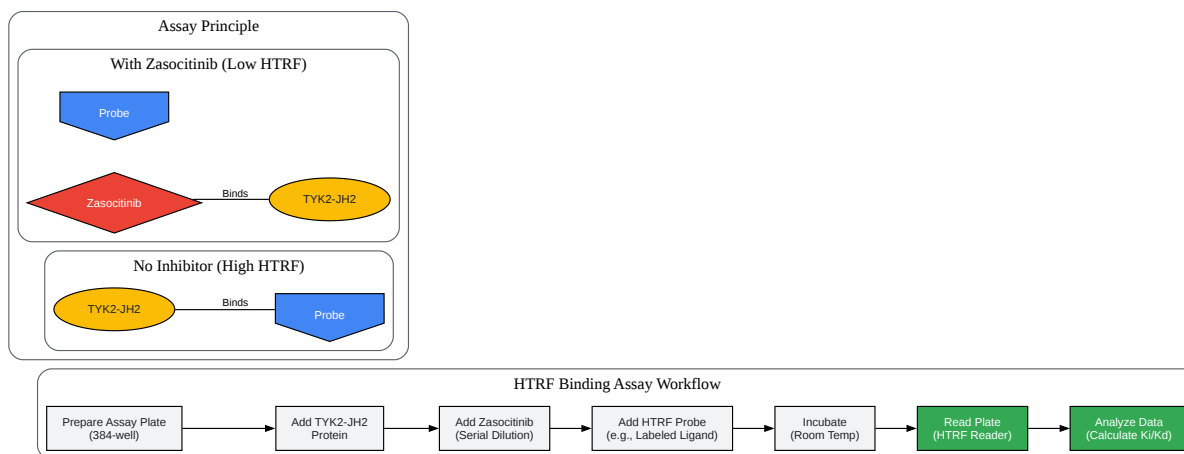 Assay Principle
With Zasocitinib (Low HTRF)
Probe
Zasocitinib
Binds
TYK2-JH2
No Inhibitor (High HTRF)
TYK2-JH2
Binds
Probe
HTRF Binding Assay Workflow
Prepare Assay Plate
(384-well)
Add TYK2-JH2
Protein
Add Zasocitinib
(Serial Dilution)
Add HTRF Probe
(e.g., Labeled Ligand)
Incubate
(Room Temp)
Read Plate
(HTRF Reader)
Analyze Data
(Calculate Ki/Kd)